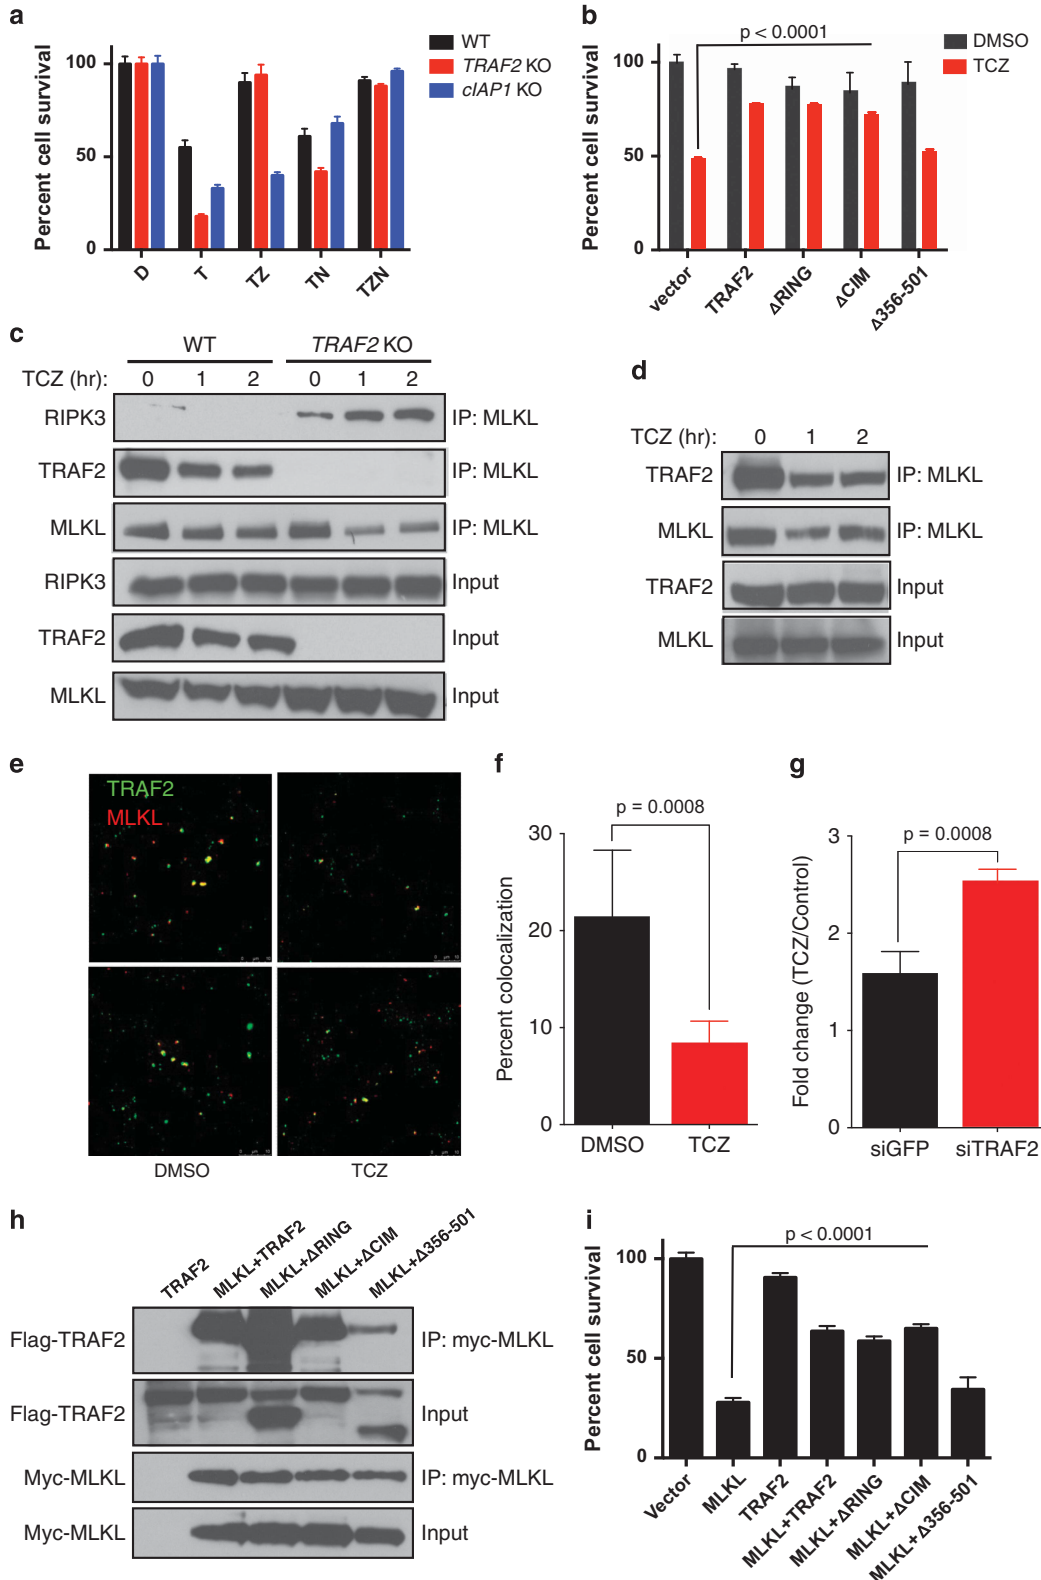 a
Percent cell survival
100
50
0
D
T
TZ
TN
TZN
WT
TRAF2 KO
cIAP1 KO
b
Percent cell survival
100
50
0
p < 0.0001
vector
TRAF2
ΔRING
ΔCIM
Δ356-501
DMSO
TCZ
c
WT
TRAF2 KO
TCZ (hr): 0 1 2 0 1 2
RIPK3 IP: MLKL
TRAF2 IP: MLKL
MLKL IP: MLKL
RIPK3 Input
TRAF2 Input
MLKL Input
d
TCZ (hr): 0 1 2
TRAF2 IP: MLKL
MLKL IP: MLKL
TRAF2 Input
MLKL Input
e
TRAF2
MLKL
DMSO
TCZ
f
p = 0.0008
Percent colocalization
30
20
10
0
DMSO
TCZ
g
p = 0.0008
Fold change (TCZ/Control)
3
2
1
0
siGFP
siTRAF2
h
TRAF2
MLKL+TRAF2
MLKL+ΔRING
MLKL+ΔCIM
MLKL+Δ356-501
Flag-TRAF2 IP: myc-MLKL
Flag-TRAF2 Input
Myc-MLKL IP: myc-MLKL
Myc-MLKL Input
i
p < 0.0001
Percent cell survival
100
50
0
Vector
MLKL
TRAF2
MLKL+TRAF2
MLKL+ΔRING
MLKL+ΔCIM
MLKL+Δ356-501